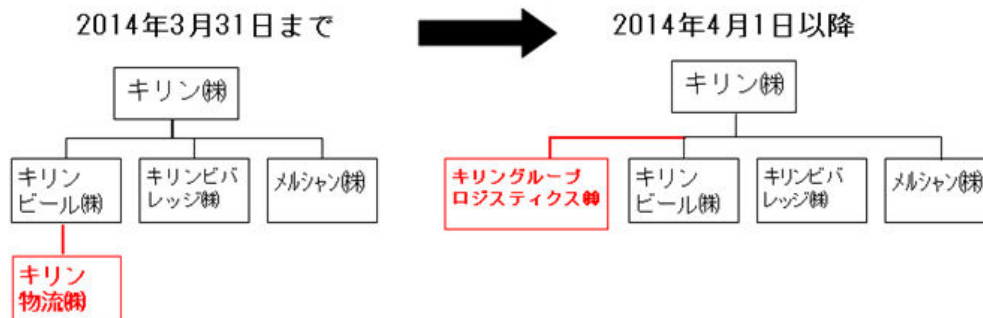 2014年3月31日まで
2014年4月1日以降
キリン㈱
キリン
ビール㈱
キリンビバ
レッジ㈱
メルシャン㈱
キリン
物流㈱
キリン㈱
キリングループ
ロジスティクス㈱
キリン
ビール㈱
キリンビバ
レッジ㈱
メルシャン㈱